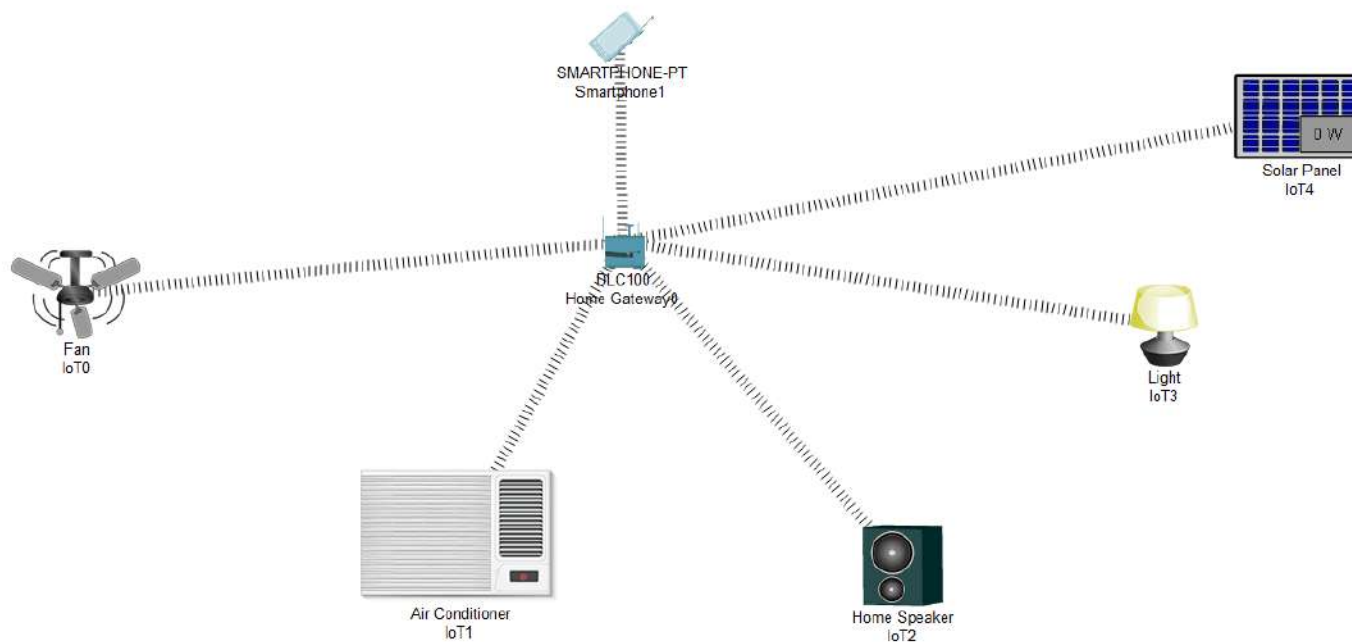 SMARTPHONE-PT
Smartphone1
0 W
Solar Panel
IoT4
DLC100
Home Gateway0
Fan
IoT0
Light
IoT3
Air Conditioner
IoT1
Home Speaker
IoT2